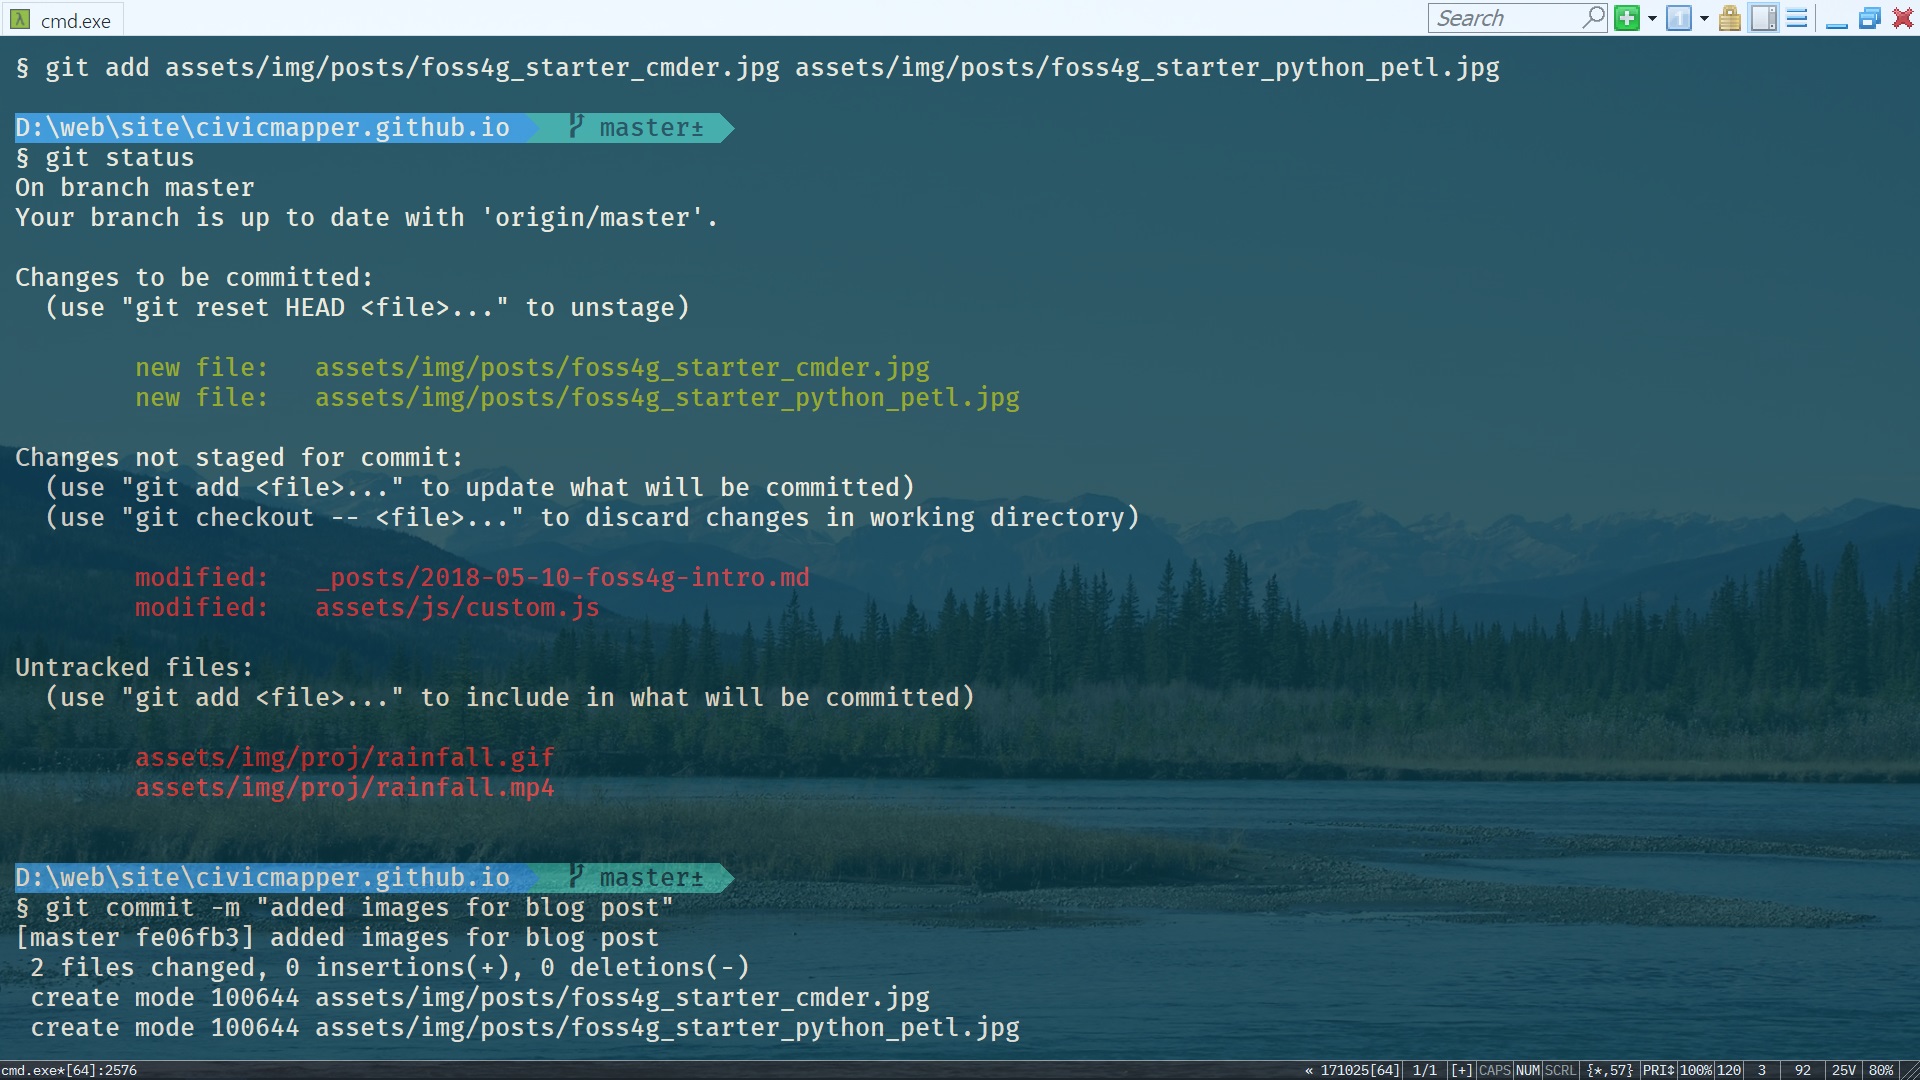 cmd.exe
Search
§ git add assets/img/posts/foss4g_starter_cmder.jpg assets/img/posts/foss4g_starter_python_petl.jpg
D:\web\site\civicmapper.github.io master±
§ git status
On branch master
Your branch is up to date with 'origin/master'.
Changes to be committed:
  (use "git reset HEAD <file>..." to unstage)
        new file:   assets/img/posts/foss4g_starter_cmder.jpg
        new file:   assets/img/posts/foss4g_starter_python_petl.jpg
Changes not staged for commit:
  (use "git add <file>..." to update what will be committed)
  (use "git checkout -- <file>..." to discard changes in working directory)
        modified:   _posts/2018-05-10-foss4g-intro.md
        modified:   assets/js/custom.js
Untracked files:
  (use "git add <file>..." to include in what will be committed)
        assets/img/proj/rainfall.gif
        assets/img/proj/rainfall.mp4
D:\web\site\civicmapper.github.io master±
§ git commit -m "added images for blog post"
[master fe06fb3] added images for blog post
 2 files changed, 0 insertions(+), 0 deletions(-)
 create mode 100644 assets/img/posts/foss4g_starter_cmder.jpg
 create mode 100644 assets/img/posts/foss4g_starter_python_petl.jpg
cmd.exe*[64]:2576 « 171025[64] 1/1 [+] CAPS NUM SCRL {*,57} PRI↕ 100% 120 3 92 25V 80%